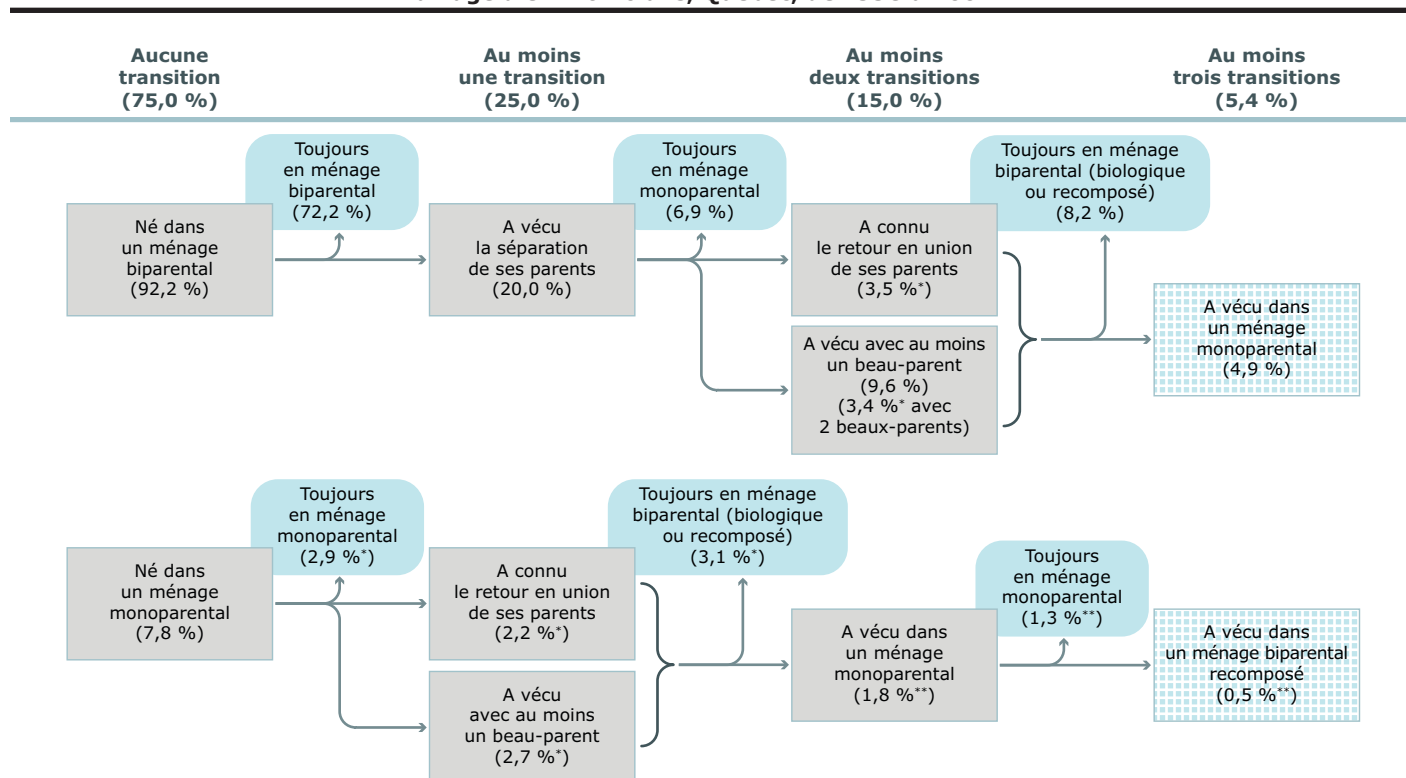 Aucune
transition
(75,0 %)
Au moins
une transition
(25,0 %)
Au moins
deux transitions
(15,0 %)
Au moins
trois transitions
(5,4 %)
Toujours
en ménage
biparental
(72,2 %)
Toujours
en ménage
monoparental
(6,9 %)
Toujours en ménage
biparental (biologique
ou recomposé)
(8,2 %)
Né dans
un ménage
biparental
(92,2 %)
A vécu
la séparation
de ses parents
(20,0 %)
A connu
le retour en union
de ses parents
(3,5 %*)
A vécu avec au moins
un beau-parent
(9,6 %)
(3,4 %* avec
2 beaux-parents)
A vécu dans
un ménage
monoparental
(4,9 %)
Toujours
en ménage
monoparental
(2,9 %*)
Toujours en ménage
biparental (biologique
ou recomposé)
(3,1 %*)
Né dans
un ménage
monoparental
(7,8 %)
A connu
le retour en union
de ses parents
(2,2 %*)
A vécu
avec au moins
un beau-parent
(2,7 %*)
Toujours
en ménage
monoparental
(1,3 %**)
A vécu dans
un ménage
monoparental
(1,8 %**)
A vécu dans
un ménage biparental
recomposé
(0,5 %**)